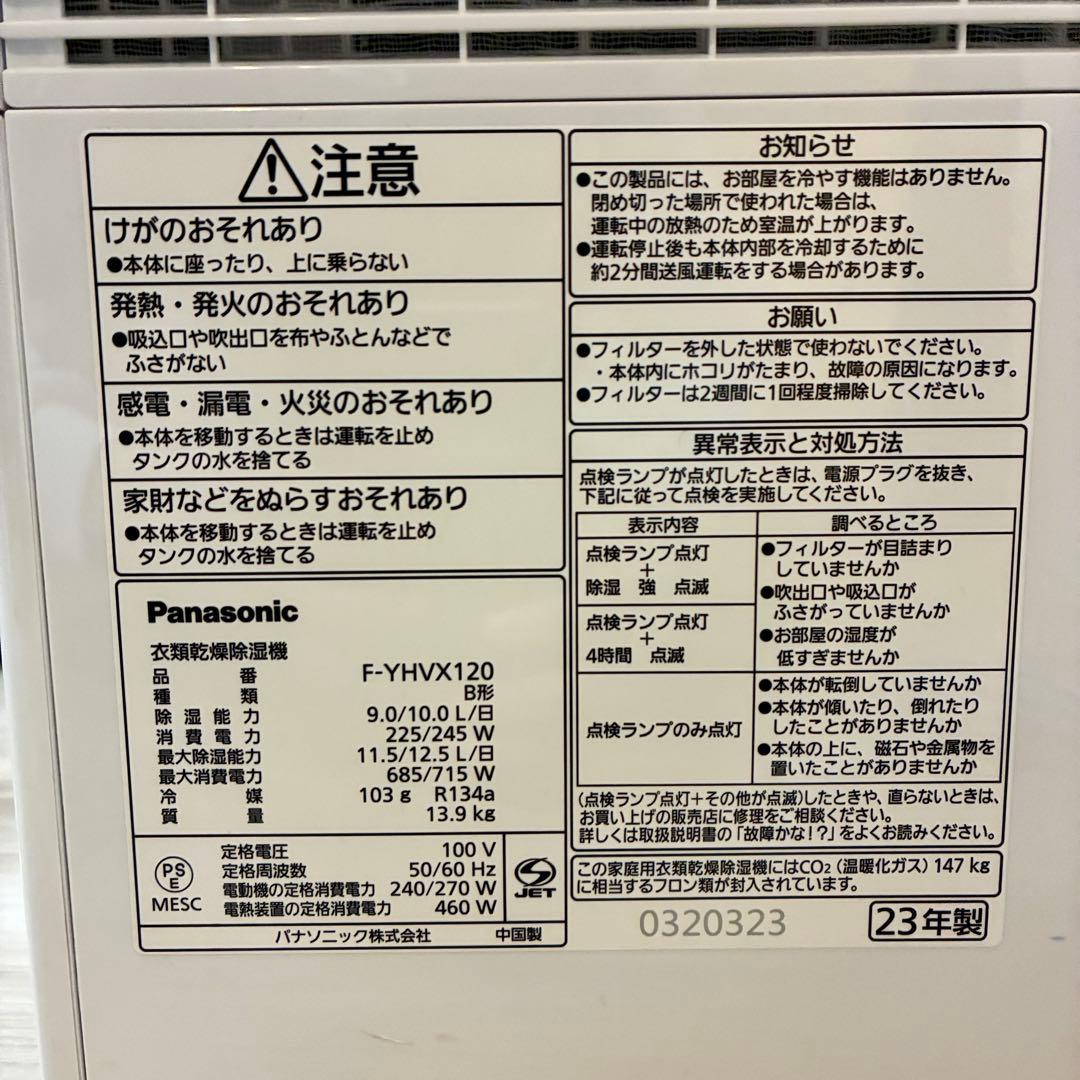 注意
けがのおそれあり
●本体に座ったり、上に乗らない
発熱・発火のおそれあり
●吸込口や吹出口を布やふとんなどで
ふさがない
感電・漏電・火災のおそれあり
●本体を移動するときは運転を止め
タンクの水を捨てる
家財などをぬらすおそれあり
●本体を移動するときは運転を止め
タンクの水を捨てる
Panasonic
衣類乾燥除湿機
品番 F-YHVX120
種類 B形
除湿能力 9.0/10.0 L/日
消費電力 225/245 W
最大除湿能力 11.5/12.5 L/日
最大消費電力 685/715 W
冷媒 103 g R134a
質量 13.9 kg
PS
E
MESC
定格電圧 100 V
定格周波数 50/60 Hz
電動機の定格消費電力 240/270 W
電熱装置の定格消費電力 460 W
S
JET
パナソニック株式会社 中国製
お知らせ
●この製品には、お部屋を冷やす機能はありません。
閉め切った場所で使われた場合は、
運転中の放熱のため室温が上がります。
●運転停止後も本体内部を冷却するために
約2分間送風運転をする場合があります。
お願い
●フィルターを外した状態で使わないでください。
・本体内にホコリがたまり、故障の原因になります。
●フィルターは2週間に1回程度掃除してください。
異常表示と対処方法
点検ランプが点灯したときは、電源プラグを抜き、
下記に従って点検を実施してください。
表示内容 調べるところ
点検ランプ点灯
+
除湿 強 点滅
点検ランプ点灯
+
4時間 点滅
●フィルターが目詰まり
していませんか
●吹出口や吸込口が
ふさがっていませんか
●お部屋の湿度が
低すぎませんか
点検ランプのみ点灯
●本体が転倒していませんか
●本体が傾いたり、倒れたり
したことがありませんか
●本体の上に、磁石や金属物を
置いたことがありませんか
(点検ランプ点灯+その他が点滅)したときや、直らないときは、
お買い上げの販売店に修理をご相談ください。
詳しくは取扱説明書の「故障かな!?」をよくお読みください。
この家庭用衣類乾燥除湿機にはCO₂(温暖化ガス)147 kg
に相当するフロン類が封入されています。
0320323
23年製